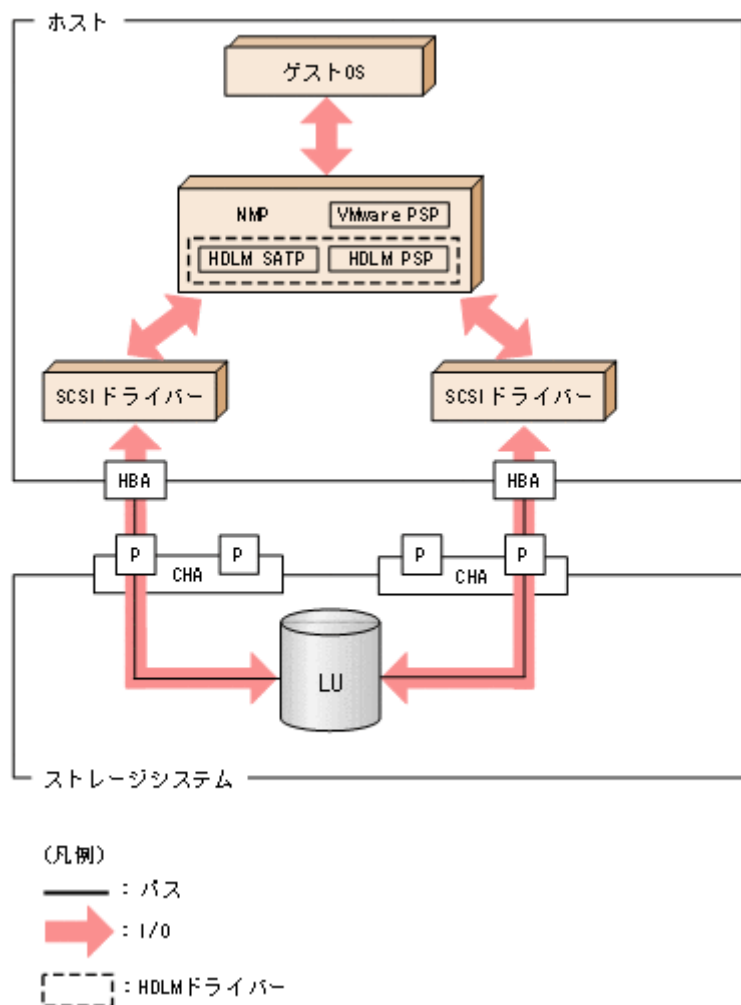 ホスト
ゲストOS
NMP
VMware PSP
HDLM SATP
HDLM PSP
SCSIドライバー
SCSIドライバー
HBA
HBA
P
P
CHA
P
P
CHA
LU
ストレージシステム
(凡例)
：パス
：I/O
：HDLMドライバー